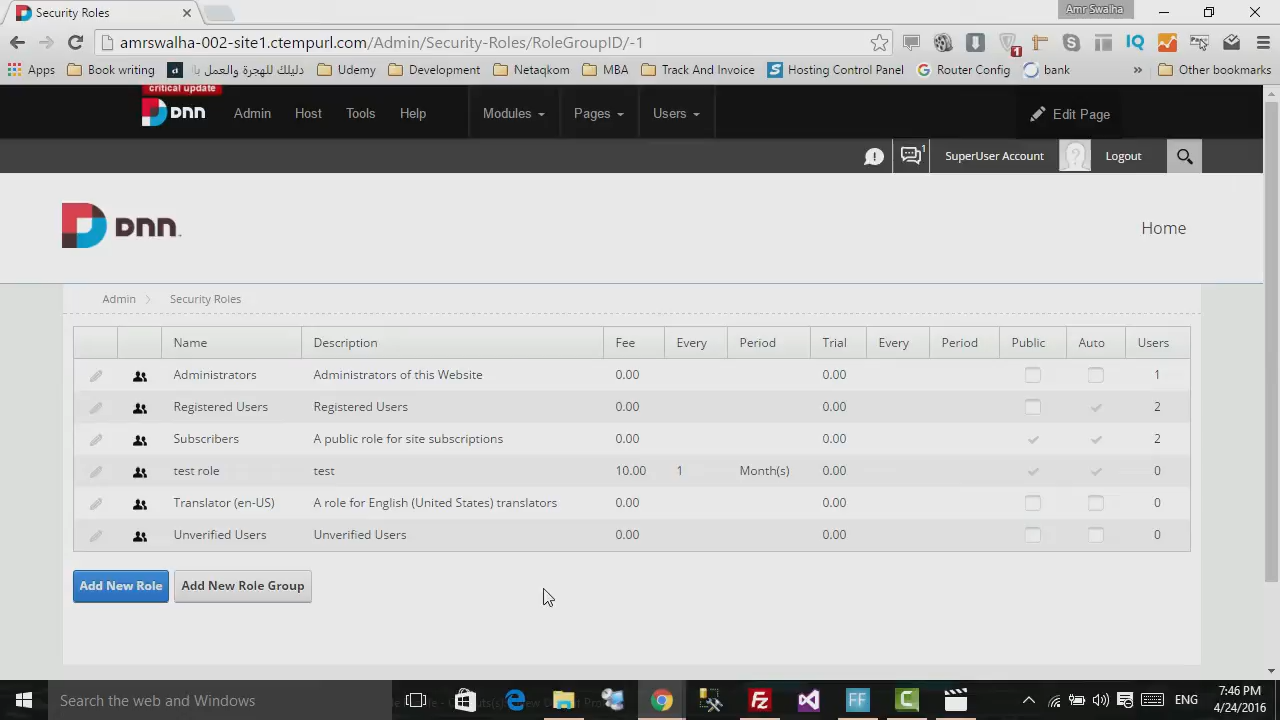 Security Roles
Amr Swalha
amrswalha-002-site1.ctempurl.com/Admin/Security-Roles/RoleGroupID/-1
1
IQ
Apps Book writing دليلك للهجرة والعمل با Udemy Development Netaqkom MBA Track And Invoice Hosting Control Panel Router Config bank » Other bookmarks
critical update
DNN Admin Host Tools Help Modules Pages Users Edit Page
1 SuperUser Account Logout
DNN Home
Admin Security Roles
Name Description Fee Every Period Trial Every Period Public Auto Users
Administrators Administrators of this Website 0.00 0.00 1
Registered Users Registered Users 0.00 0.00 2
Subscribers A public role for site subscriptions 0.00 0.00 2
test role test 10.00 1 Month(s) 0.00 0
Translator (en-US) A role for English (United States) translators 0.00 0.00 0
Unverified Users Unverified Users 0.00 0.00 0
Add New Role Add New Role Group
Search the web and Windows
ENG
7:46 PM
4/24/2016